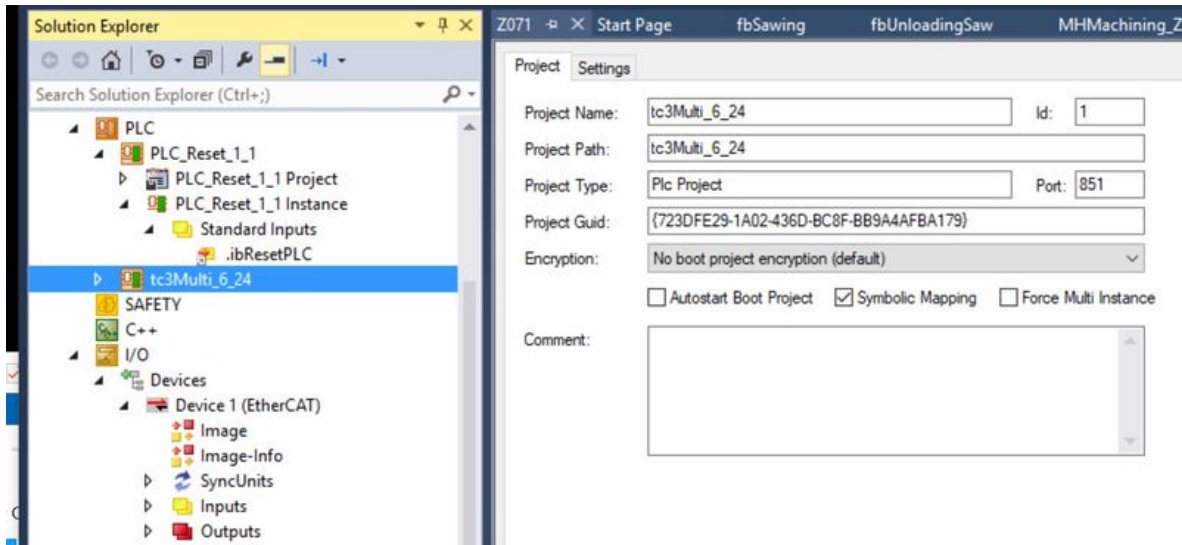 Solution Explorer
Search Solution Explorer (Ctrl+;)
PLC
PLC_Reset_1_1
PLC_Reset_1_1 Project
PLC_Reset_1_1 Instance
Standard Inputs
.ibResetPLC
tc3Multi_6_24
SAFETY
C++
I/O
Devices
Device 1 (EtherCAT)
Image
Image-Info
SyncUnits
Inputs
Outputs
Z071 Start Page fbSawing fbUnloadingSaw MHMachining_Z
Project Settings
Project Name: tc3Multi_6_24 Id: 1
Project Path: tc3Multi_6_24
Project Type: Plc Project Port: 851
Project Guid: {723DFE29-1A02-436D-BC8F-BB9A4AFBA179}
Encryption: No boot project encryption (default)
Autostart Boot Project Symbolic Mapping Force Multi Instance
Comment: